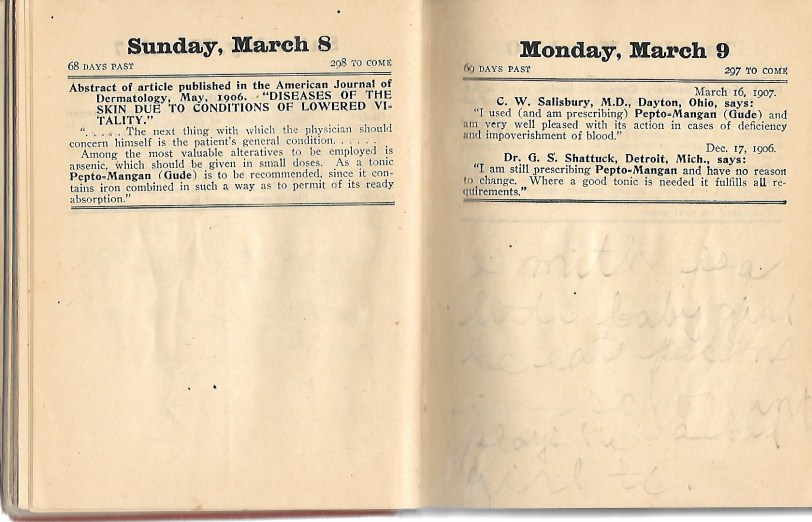 Sunday, March 8
68 DAYS PAST 298 TO COME
Abstract of article published in the American Journal of
Dermatology, May, 1906. "DISEASES OF THE
SKIN DUE TO CONDITIONS OF LOWERED VI-
TALITY."
". . . . . The next thing with which the physician should
concern himself is the patient's general condition. . . . . .
Among the most valuable alteratives to be employed is
arsenic, which should be given in small doses. As a tonic
Pepto-Mangan (Gude) is to be recommended, since it con-
tains iron combined in such a way as to permit of its ready
absorption."
Monday, March 9
69 DAYS PAST 297 TO COME
March 16, 1907.
C. W. Salisbury, M.D., Dayton, Ohio, says:
"I used (and am prescribing) Pepto-Mangan (Gude) and
am very well pleased with its action in cases of deficiency
and impoverishment of blood."
Dec. 17, 1906.
Dr. G. S. Shattuck, Detroit, Mich., says:
"I am still prescribing Pepto-Mangan and have no reason
to change. Where a good tonic is needed it fulfills all re-
quirements."
smith is a
little baby girl
he eat
school ant
play
girl